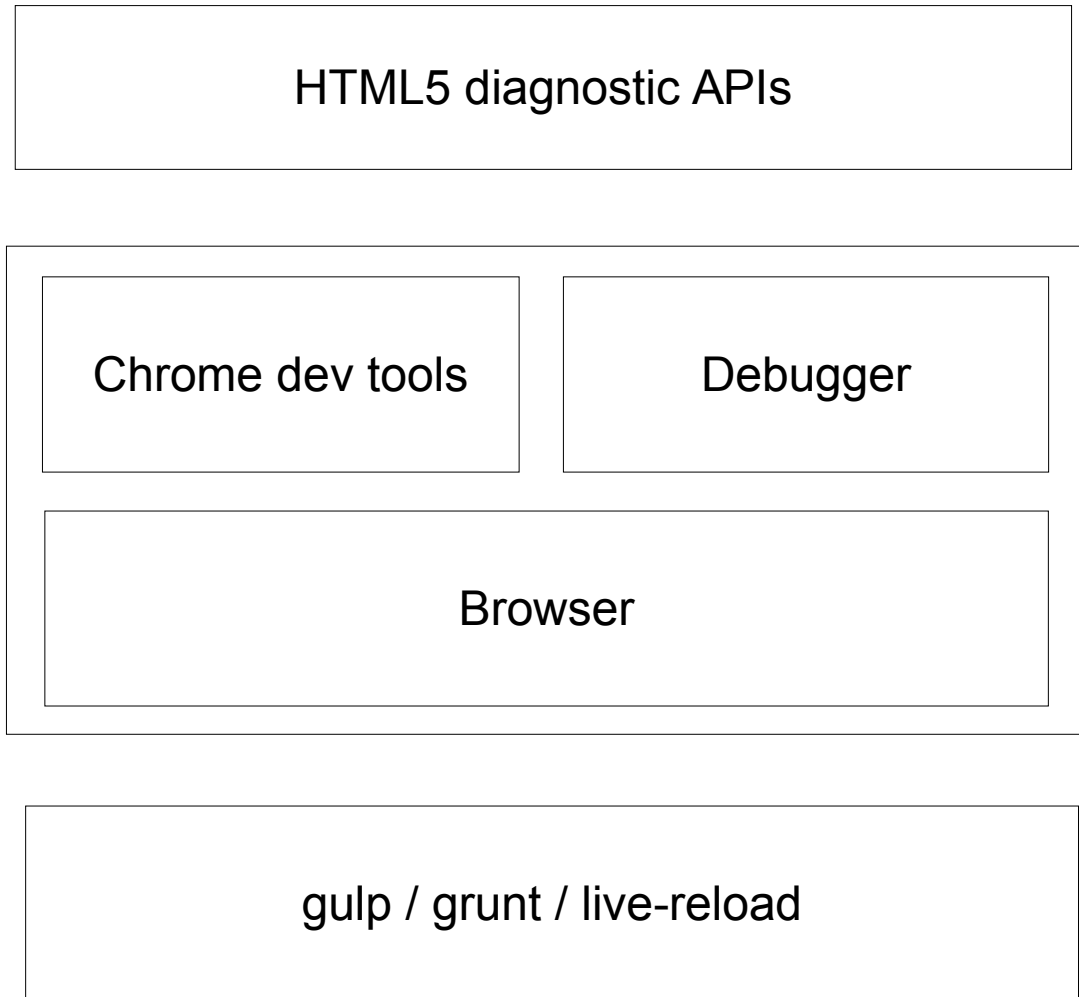 HTML5 diagnostic APIs
Chrome dev tools
Debugger
Browser
gulp / grunt / live-reload